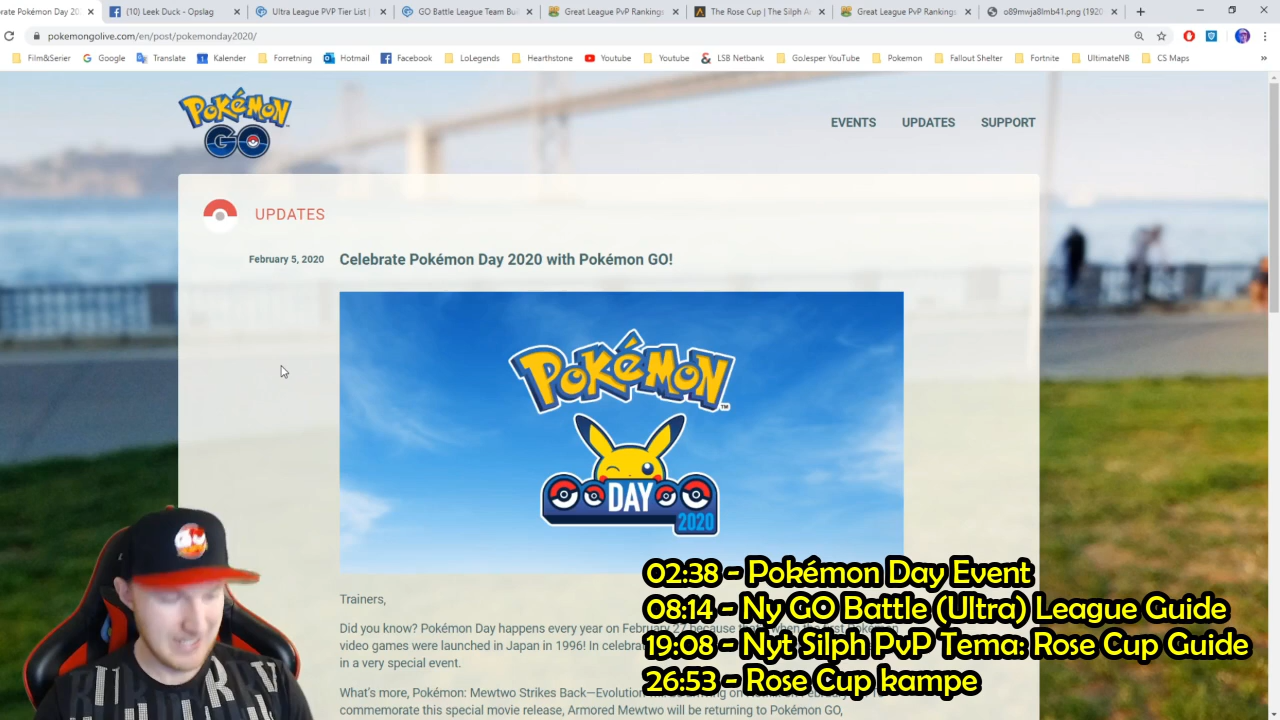 (10) Leek Duck - Opslag
Ultra League PVP Tier List |
GO Battle League Team Bui
Great League PvP Rankings
The Rose Cup | The Silph A
Great League PvP Rankings
o89mwja8lmb41.png (1920
pokemongolive.com/en/post/pokemonday2020/
Film&Serier Google Translate Kalender Forretning Hotmail Facebook LoLegends Hearthstone Youtube Youtube LSB Netbank GoJesper YouTube Pokemon Fallout Shelter Fortnite UltimateNB CS Maps »
POKÉMON GO
EVENTS UPDATES SUPPORT
UPDATES
February 5, 2020
Celebrate Pokémon Day 2020 with Pokémon GO!
POKÉMON
TM
DAY
2020
Trainers,
Did you know? Pokémon Day happens every year on February 27 because
video games were launched in Japan in 1996! In
in a very special event.
What's more, Pokémon: Mewtwo Strikes Back—Evolution
commemorate this special movie release, Armored Mewtwo will be returning to Pokémon GO,
02:38 - Pokémon Day Event
08:14 - Ny GO Battle (Ultra) League Guide
19:08 - Nyt Silph PvP Tema: Rose Cup Guide
26:53 - Rose Cup kampe